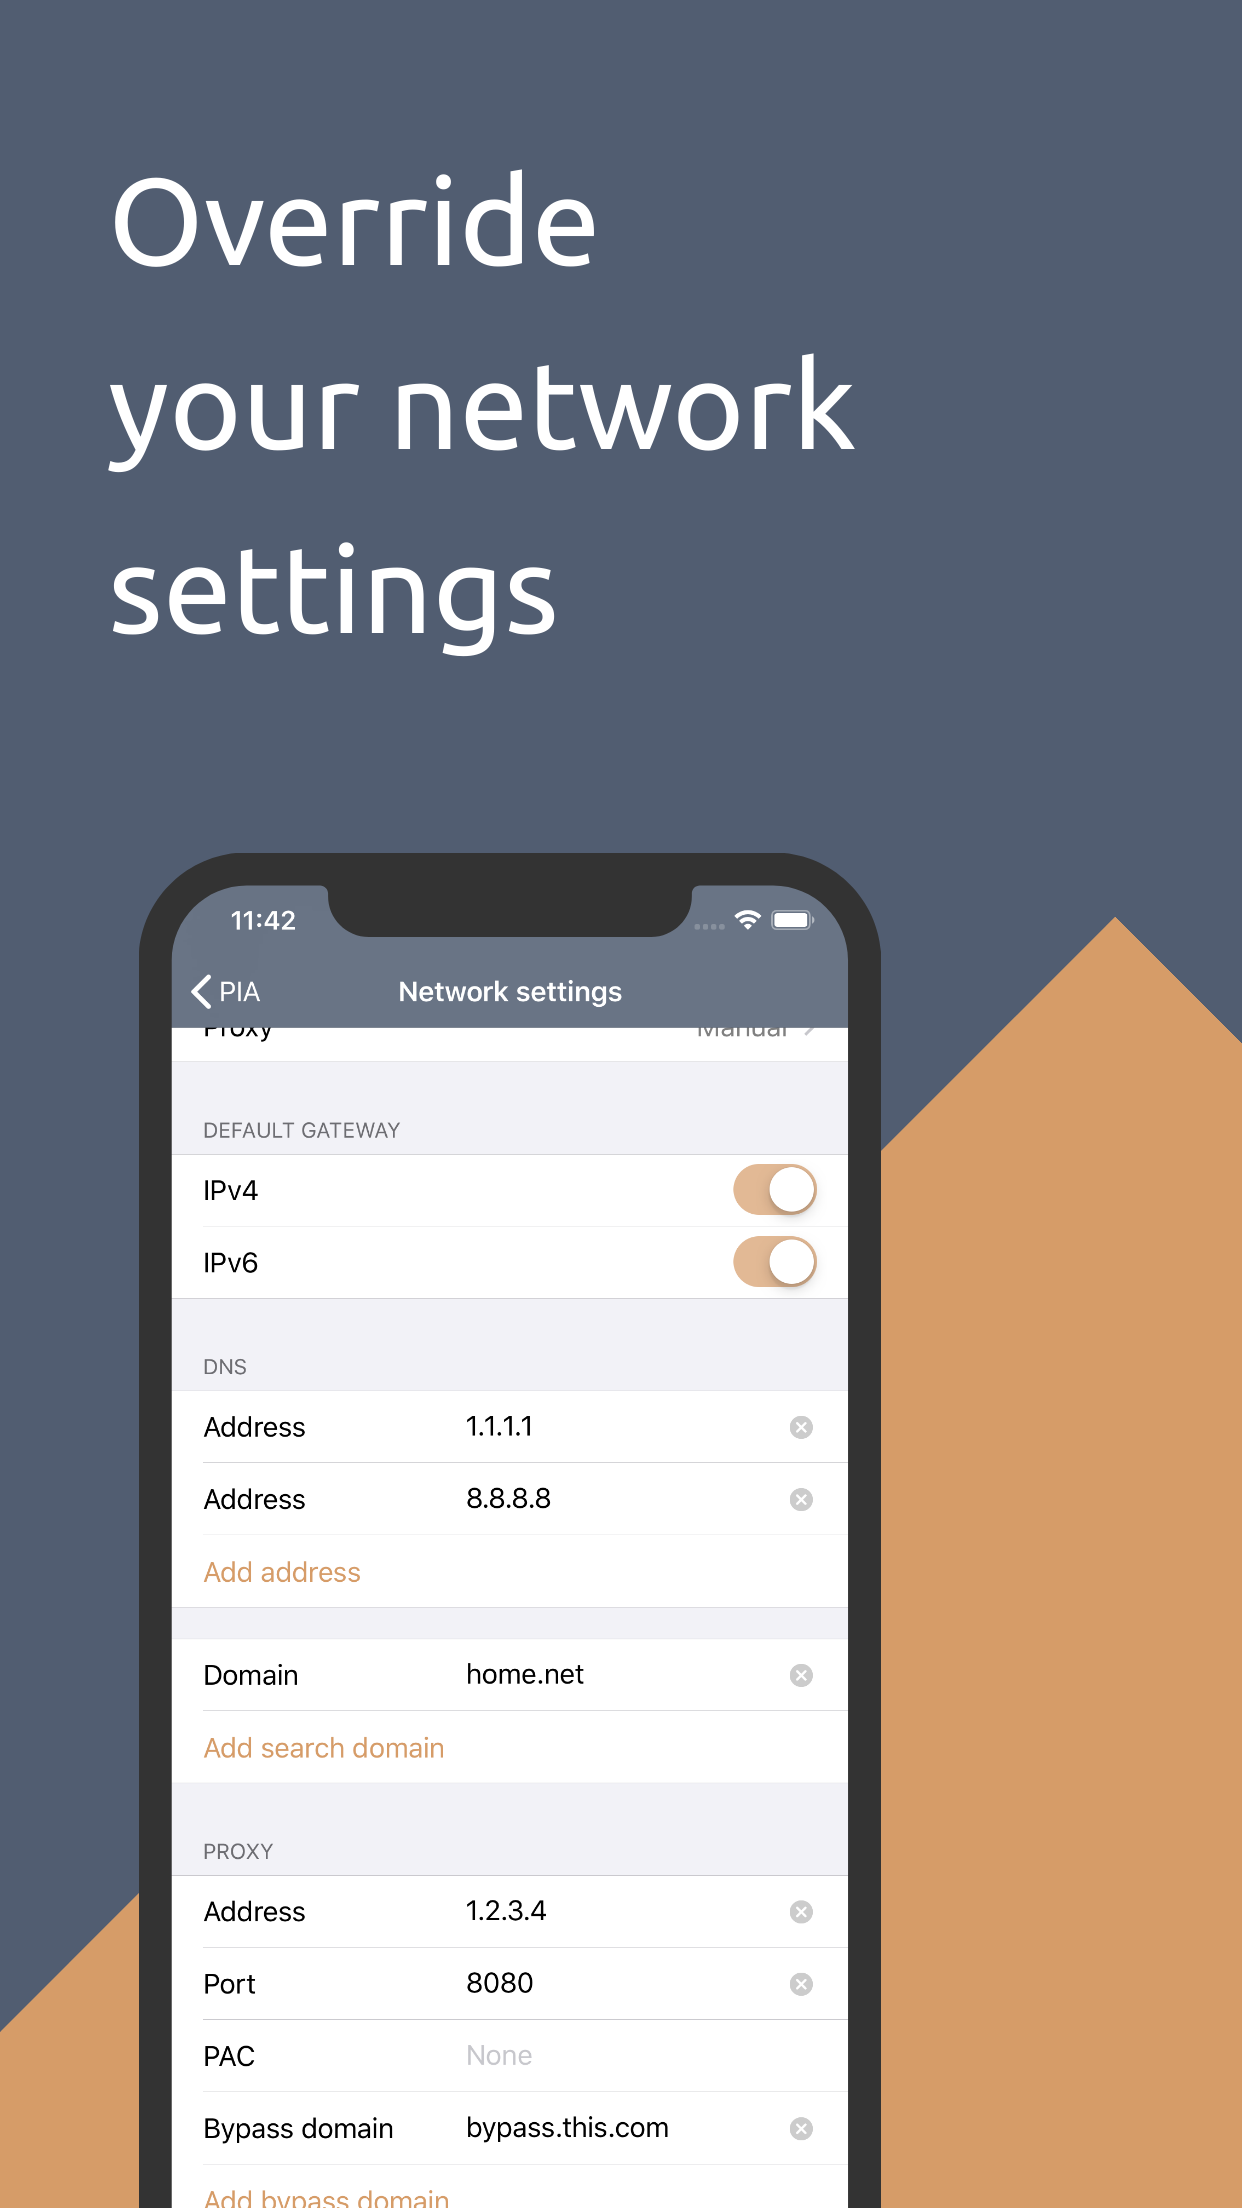 Override
your network
settings
11:42
PIA Network settings
Proxy Manual
DEFAULT GATEWAY
IPv4
IPv6
DNS
Address 1.1.1.1
Address 8.8.8.8
Add address
Domain home.net
Add search domain
PROXY
Address 1.2.3.4
Port 8080
PAC None
Bypass domain bypass.this.com
Add bypass domain